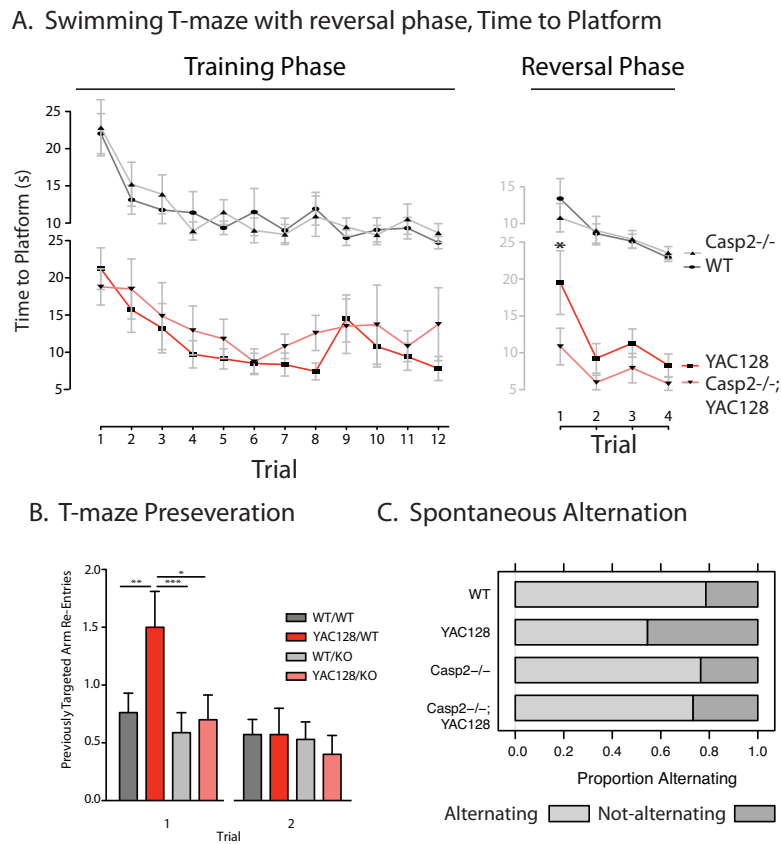 A. Swimming T-maze with reversal phase, Time to Platform
Training Phase
Reversal Phase
Time to Platform (s)
25
20
15
10
25
20
15
10
5
1 2 3 4 5 6 7 8 9 10 11 12
Trial
15
10
25
*
20
15
10
5
1 2 3 4
Trial
Casp2-/-
WT
YAC128
Casp2-/-;
YAC128
B. T-maze Preseveration
Previously Targeted Arm Re-Entries
2.0
1.5
1.0
0.5
0.0
*
** ***
WT/WT
YAC128/WT
WT/KO
YAC128/KO
1 2
Trial
C. Spontaneous Alternation
WT
YAC128
Casp2−/−
Casp2−/−;
YAC128
0.0 0.2 0.4 0.6 0.8 1.0
Proportion Alternating
Alternating Not-alternating